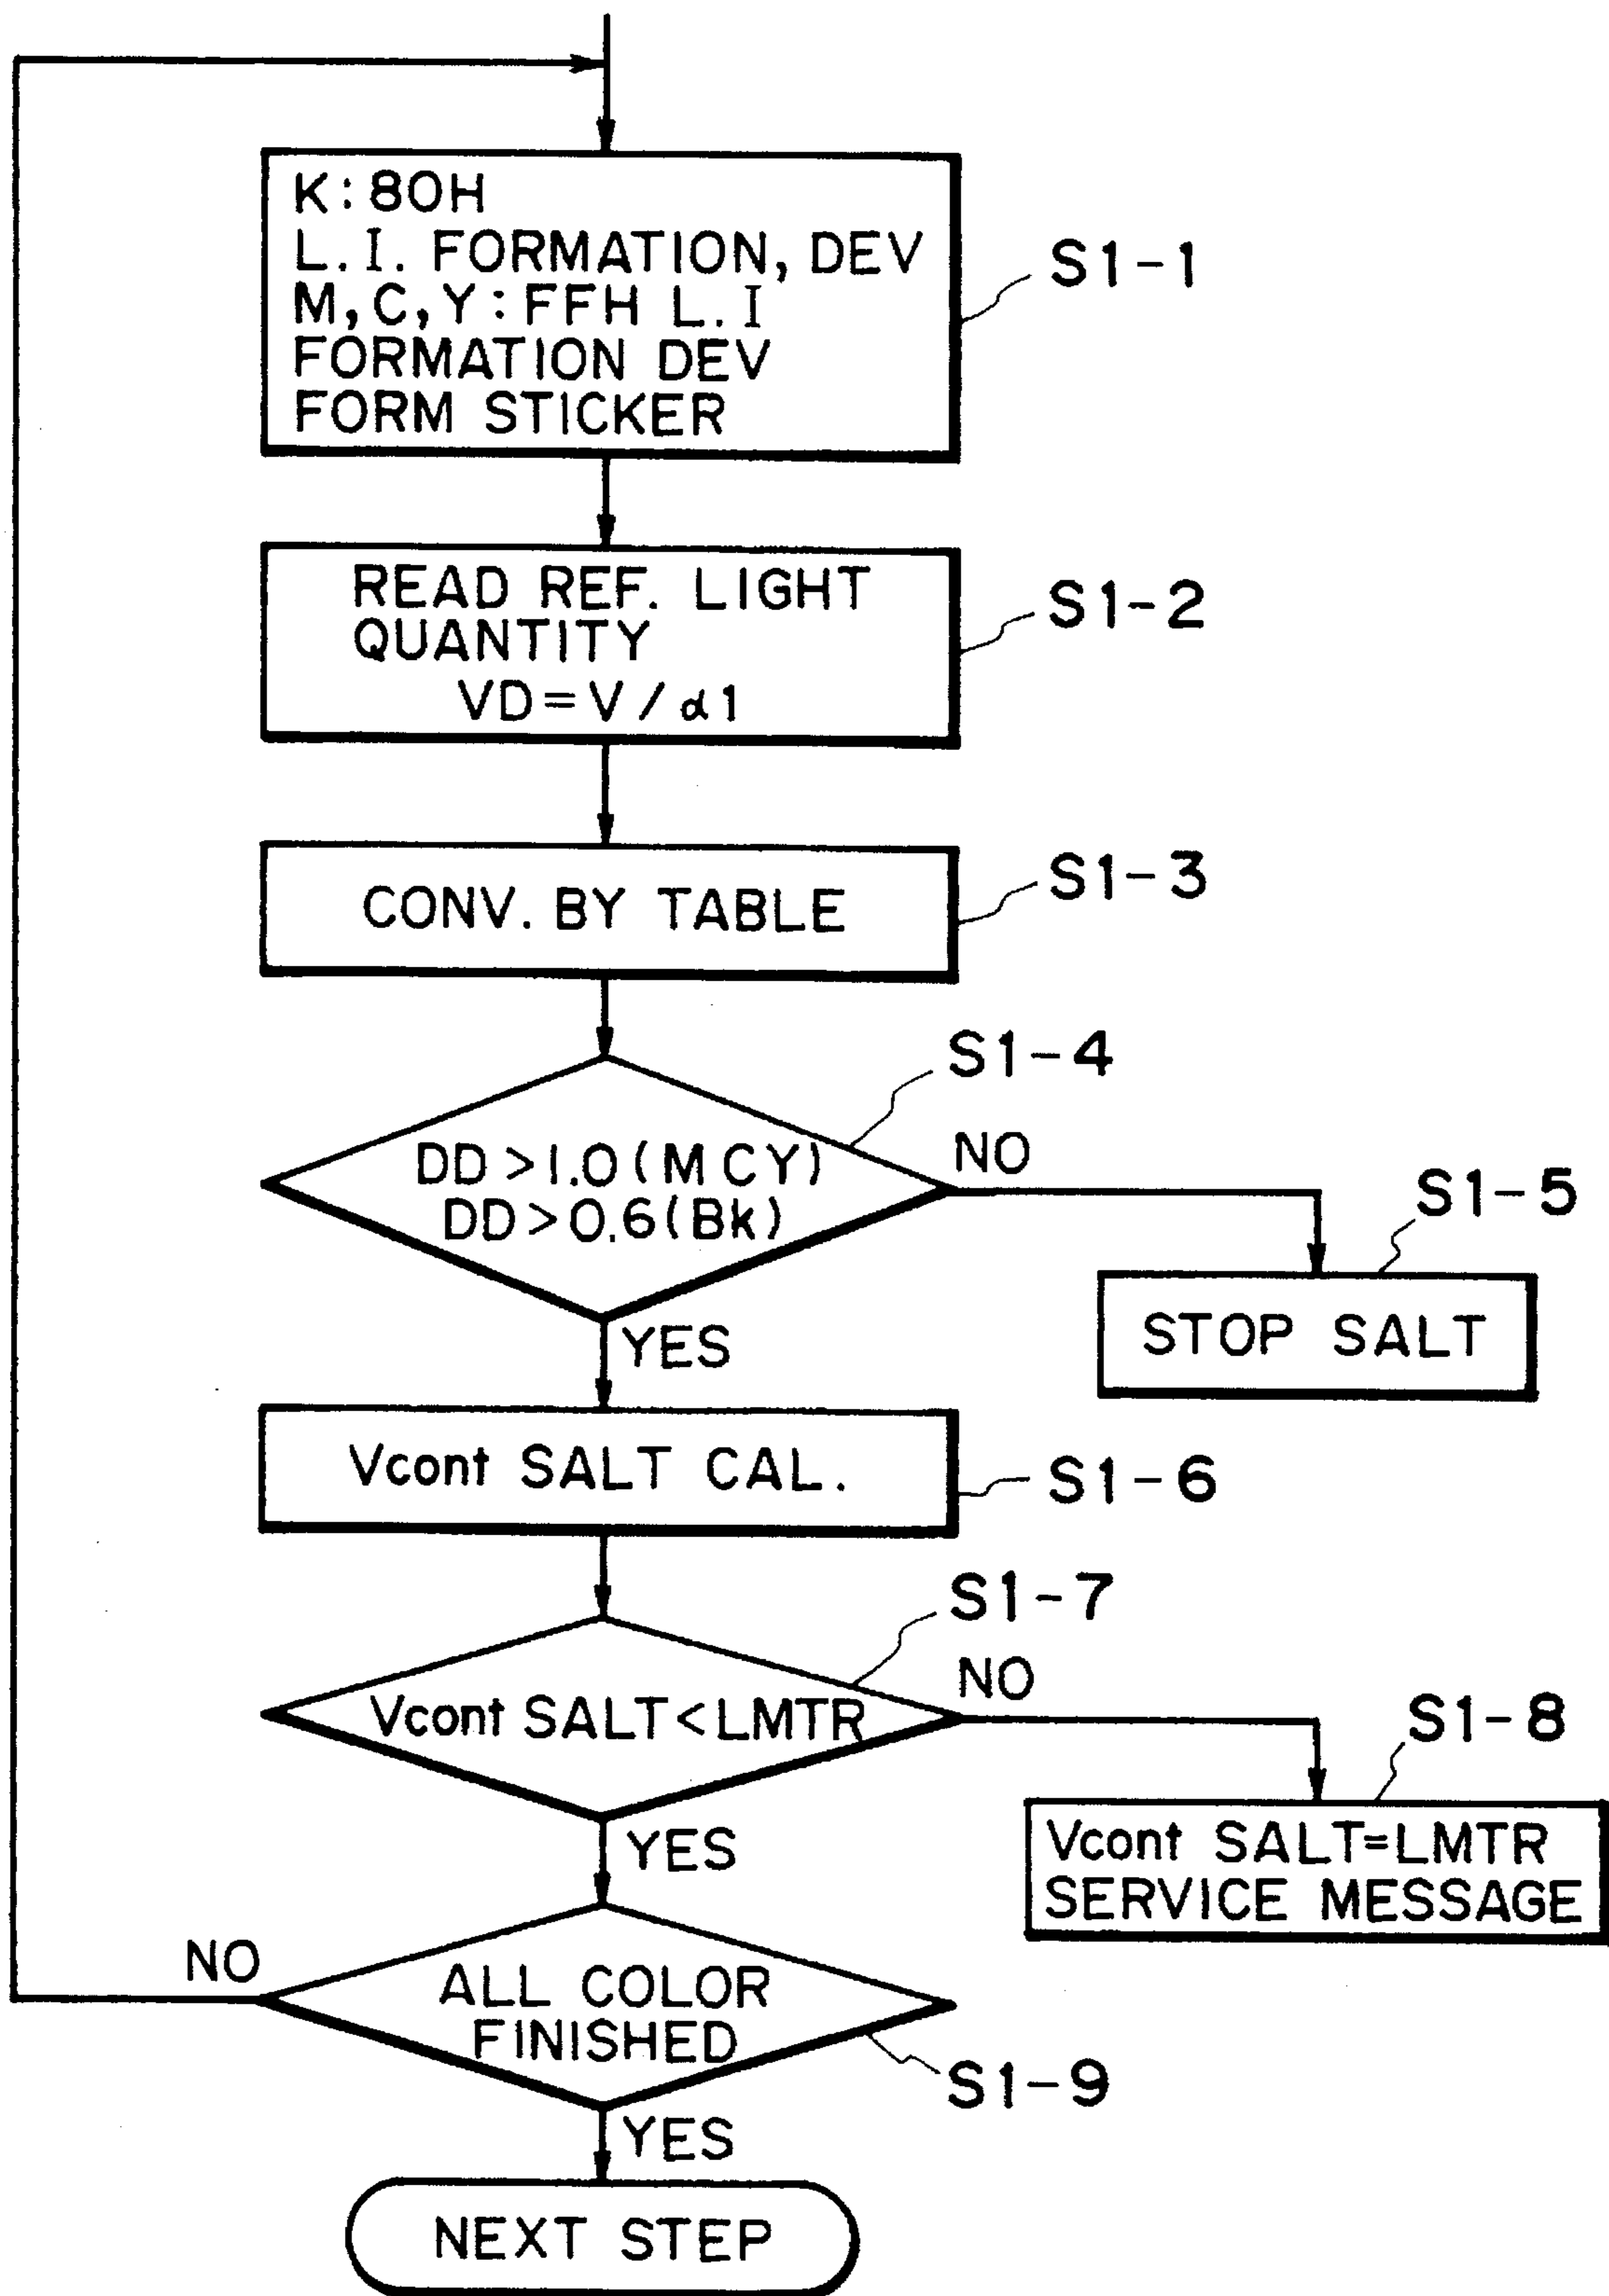 K:80H
L.I. FORMATION, DEV
M,C,Y:FFH L.I
FORMATION DEV
FORM STICKER
S1-1
READ REF. LIGHT
QUANTITY
VD=V/α1
S1-2
CONV. BY TABLE
S1-3
S1-4
DD>1.0(MCY)
DD>0.6(Bk)
NO
S1-5
STOP SALT
YES
Vcont SALT CAL.
S1-6
S1-7
Vcont SALT<LMTR
NO
S1-8
Vcont SALT=LMTR
SERVICE MESSAGE
YES
NO
ALL COLOR
FINISHED
S1-9
YES
NEXT STEP